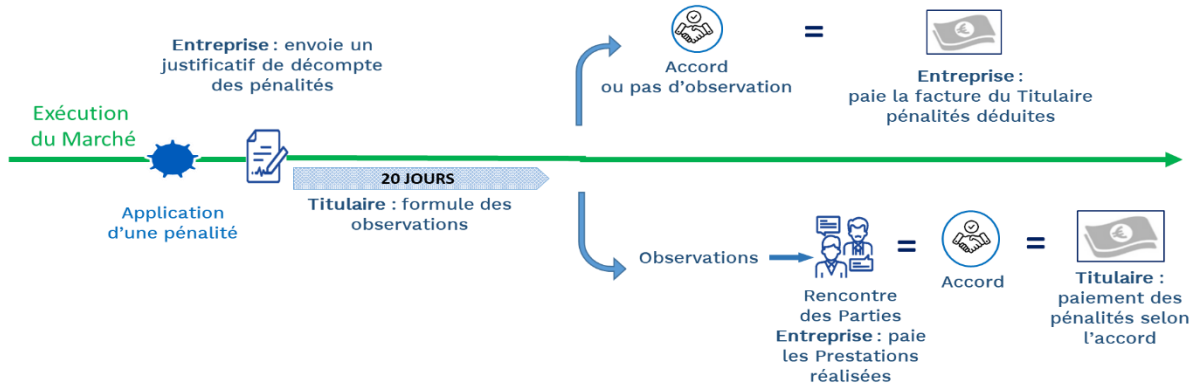 Entreprise : envoie un
justificatif de décompte
des pénalités
Exécution
du Marché
Application
d'une pénalité
20 JOURS
Titulaire : formule des
observations
Accord
ou pas d'observation
=
€
Entreprise :
paie la facture du Titulaire
pénalités déduites
Observations
Rencontre
des Parties
Entreprise : paie
les Prestations
réalisées
=
Accord
=
€
Titulaire :
paiement des
pénalités selon
l'accord